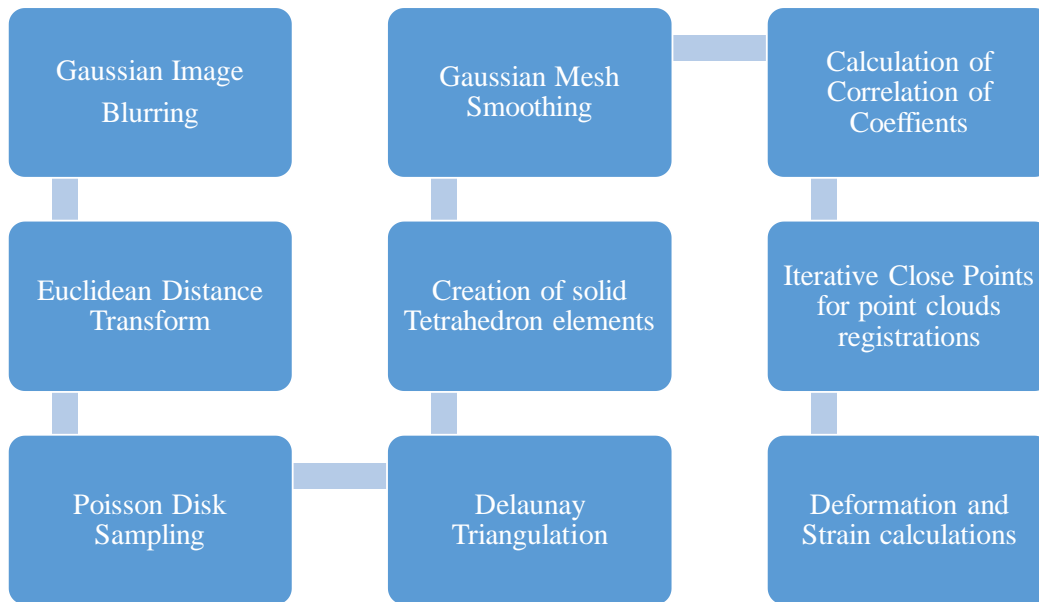 Gaussian Image
Blurring
Euclidean Distance
Transform
Poisson Disk
Sampling
Delaunay
Triangulation
Creation of solid
Tetrahedron elements
Gaussian Mesh
Smoothing
Calculation of
Correlation of
Coeffients
Iterative Close Points
for point clouds
registrations
Deformation and
Strain calculations